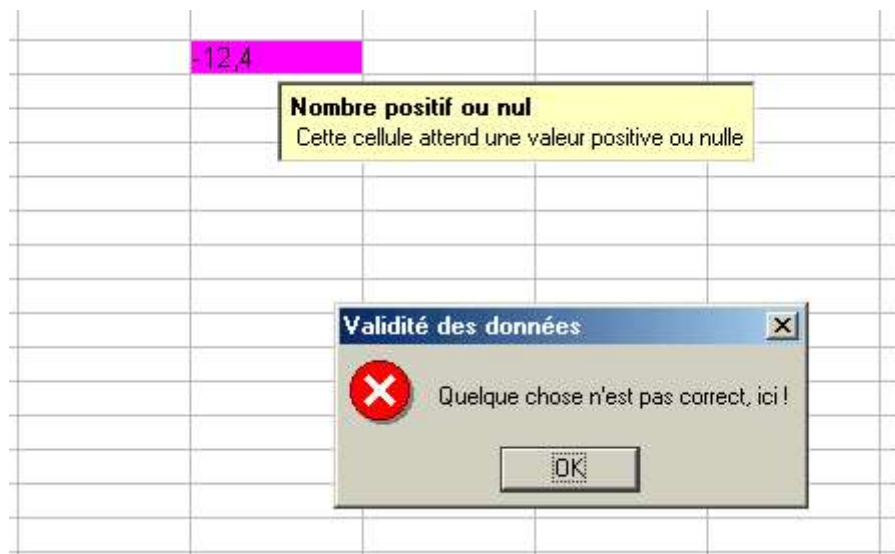 -12,4
Nombre positif ou nul
Cette cellule attend une valeur positive ou nulle
Validité des données
Quelque chose n'est pas correct, ici !
OK